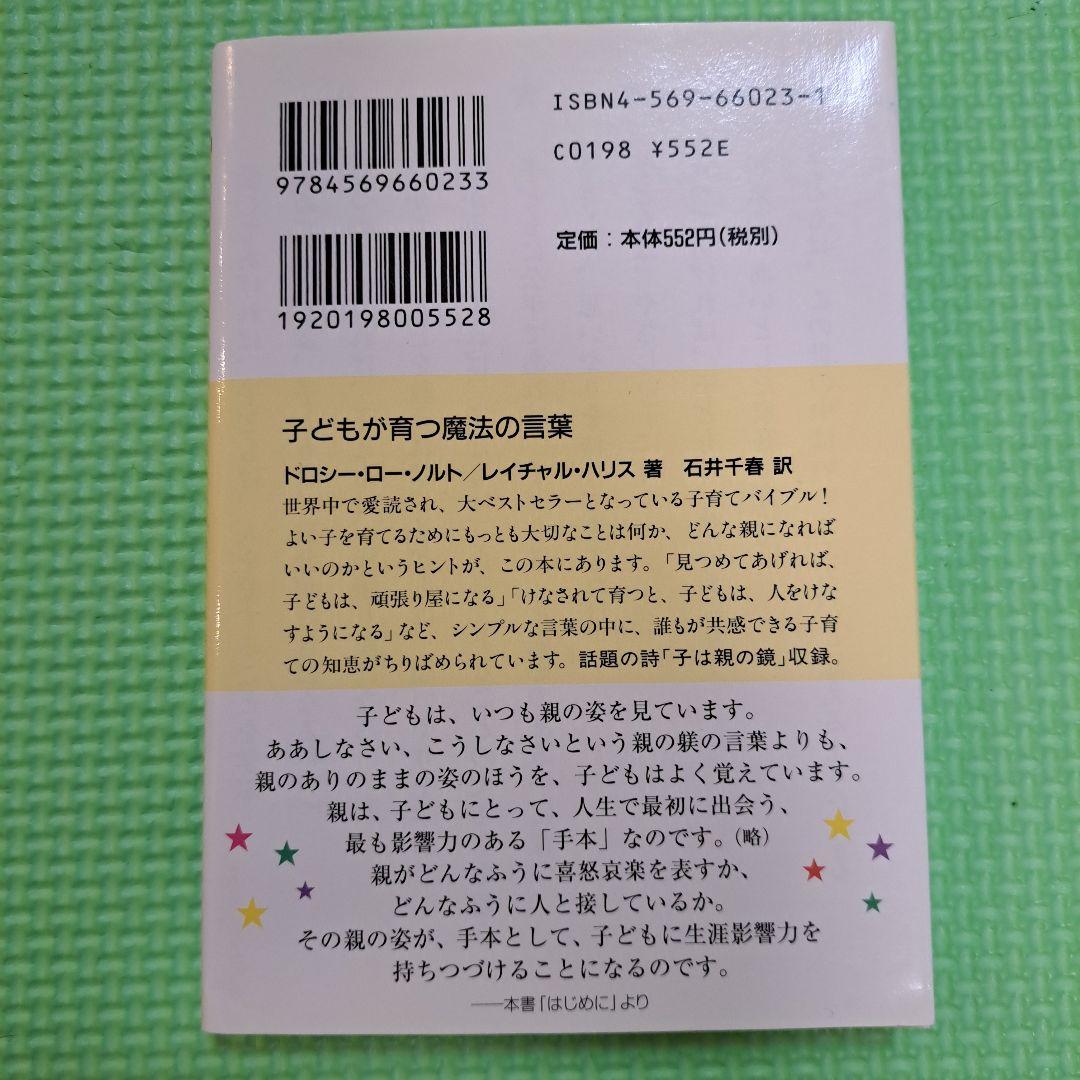 ISBN4-569-66023-1
9784569660233
C0198 ¥552E
定価：本体552円(税別)
1920198005528
子どもが育つ魔法の言葉
ドロシー・ロー・ノルト／レイチャル・ハリス 著　石井千春 訳
世界中で愛読され、大ベストセラーとなっている子育てバイブル！
よい子を育てるためにもっとも大切なことは何か、どんな親になれば
いいのかというヒントが、この本にあります。「見つめてあげれば、
子どもは、頑張り屋になる」「けなされて育つと、子どもは、人をけな
すようになる」など、シンプルな言葉の中に、誰もが共感できる子育
ての知恵がちりばめられています。話題の詩「子は親の鏡」収録。
子どもは、いつも親の姿を見ています。
ああしなさい、こうしなさいという親の躾の言葉よりも、
親のありのままの姿のほうを、子どもはよく覚えています。
親は、子どもにとって、人生で最初に出会う、
最も影響力のある「手本」なのです。（略）
親がどんなふうに喜怒哀楽を表すか、
どんなふうに人と接しているか。
その親の姿が、手本として、子どもに生涯影響力を
持ちつづけることになるのです。
――本書「はじめに」より